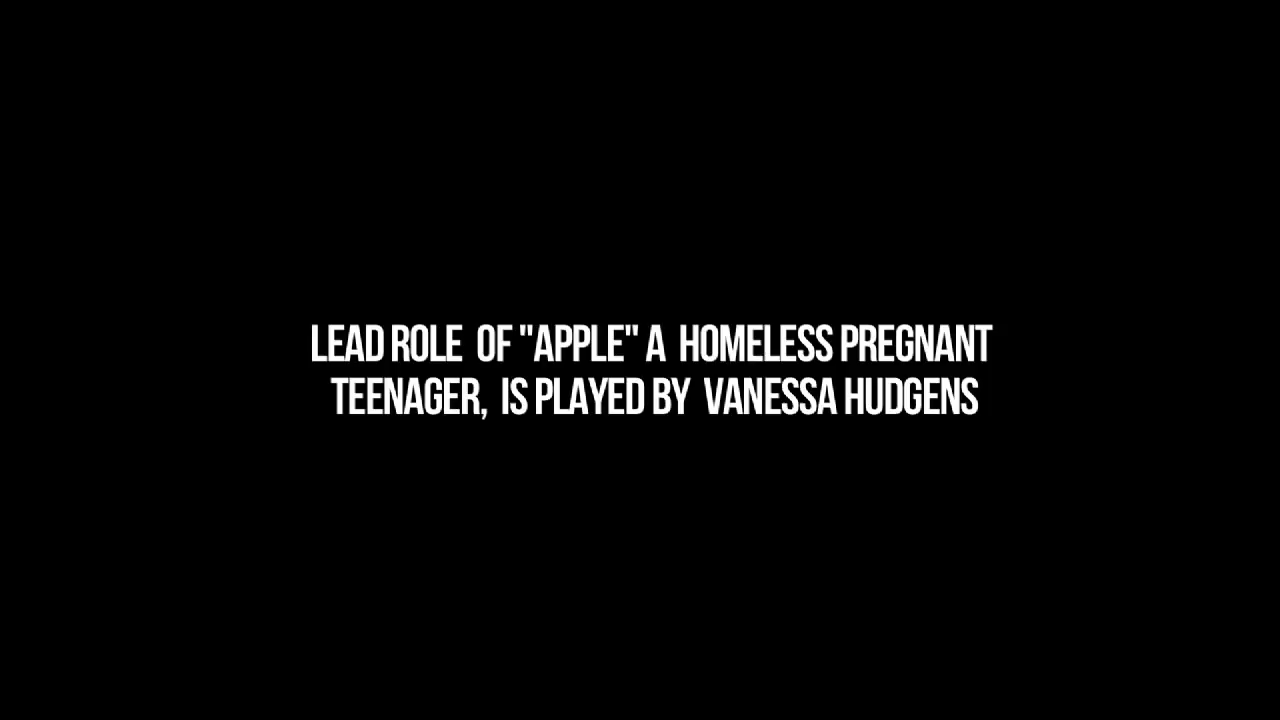 LEAD ROLE OF "APPLE" A HOMELESS PREGNANT
TEENAGER, IS PLAYED BY VANESSA HUDGENS